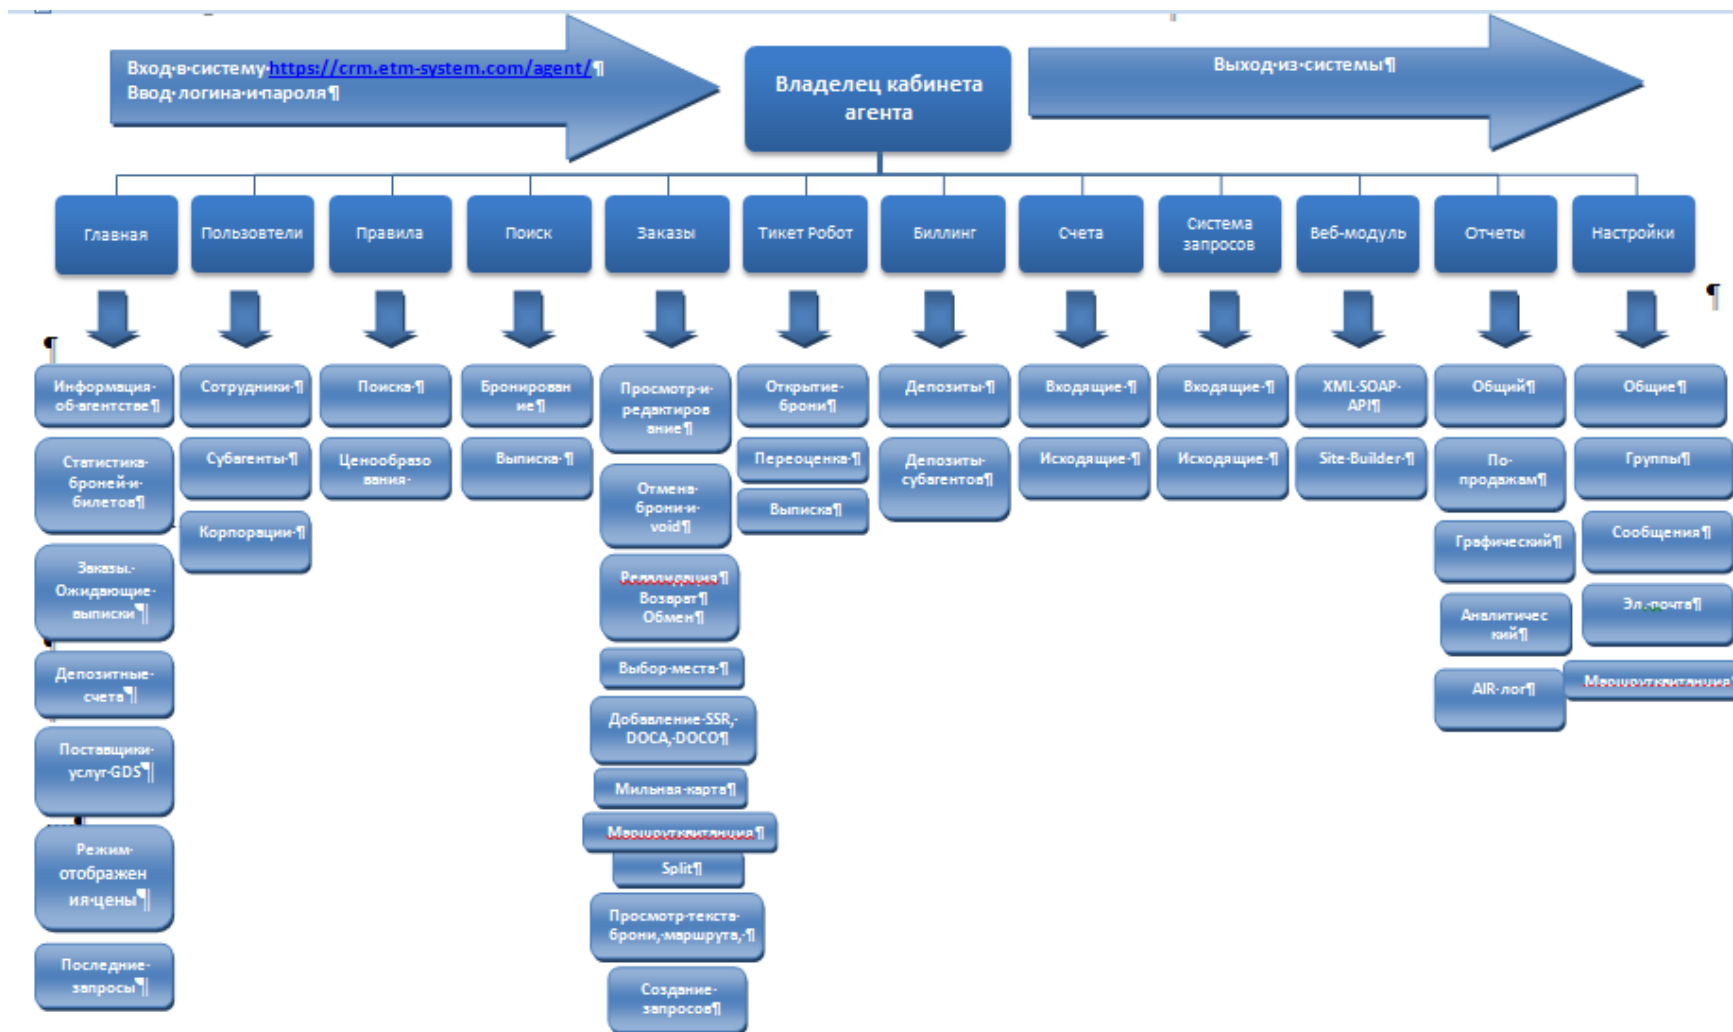 Вход в систему https://crm.etm-system.com/agent/¶
Ввод логина и пароля¶
Владелец кабинета
агента
Выход из системы¶
Главная
Пользовтели
Правила
Поиск
Заказы
Тикет Робот
Биллинг
Счета
Система
запросов
Веб-модуль
Отчеты
Настройки
¶
¶
Информация
об агентстве¶
Статистика
броней и
билетов¶
Заказы.
Ожидающие
выписки¶
¶
Депозитные
счета¶
Поставщики
услуг GDS¶
¶
Режим
отображен
ия цены¶
Последние
запросы¶
Сотрудники ¶
Субагенты ¶
Корпорации ¶
Поиска ¶
Ценообразо
вания
Бронирован
ие¶
Выписка ¶
Просмотр и
редактиров
ание¶
Отмена
брони и
void¶
Ревалидация¶
Возврат¶
Обмен¶
Выбор места ¶
Добавление SSR,
DOCA, DOCO¶
Мильная карта¶
Маршрутквитанция¶
Split¶
Просмотр текста
брони, маршрута, ¶
Создание
запросов¶
Открытие
брони¶
Переоценка ¶
Выписка¶
Депозиты ¶
Депозиты
субагентов¶
Входящие ¶
Исходящие ¶
Входящие ¶
Исходящие ¶
XML-SOAP-
API¶
Site-Builder ¶
Общий¶
По
продажам¶
Графический¶
Аналитичес
кий¶
AIR лог¶
Общие¶
Группы¶
Сообщения¶
Эл. почта¶
Маршрутквитанция¶